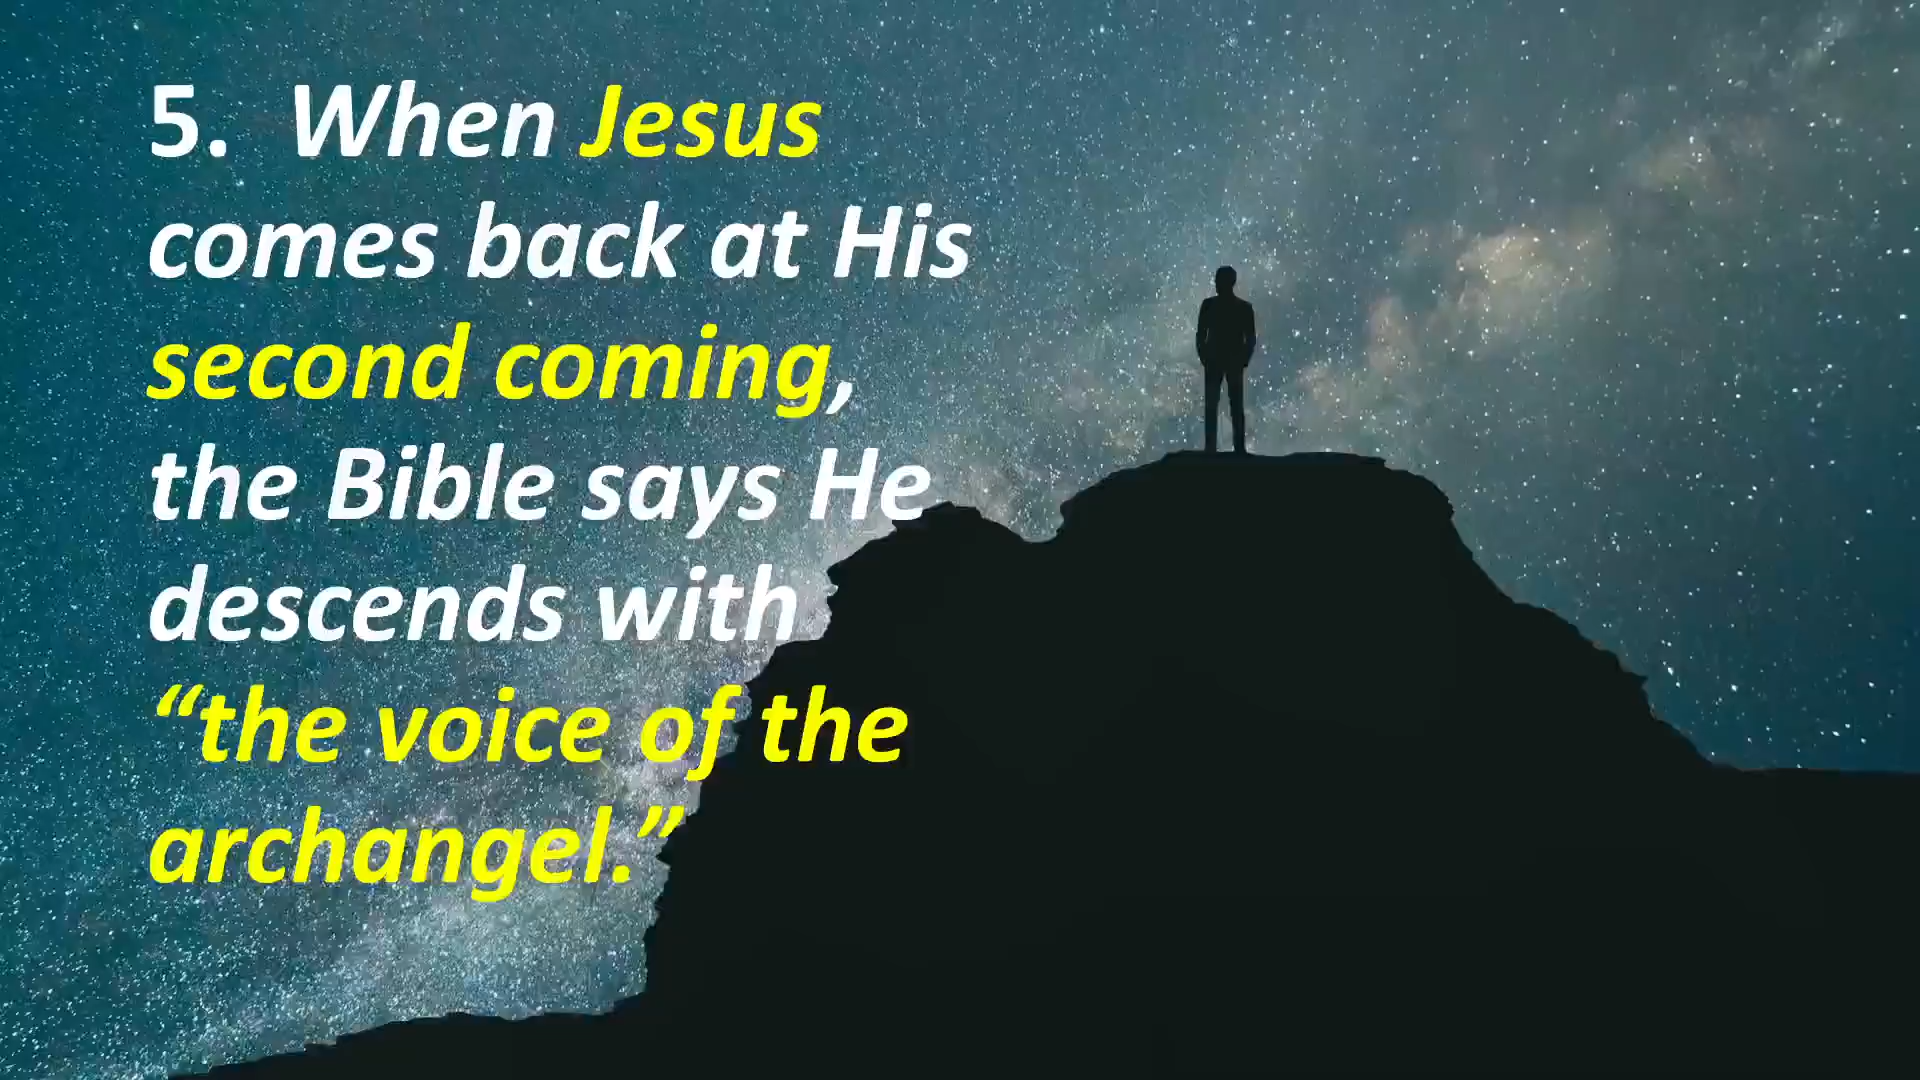 5. When Jesus
comes back at His
second coming,
the Bible says He
descends with
“the voice of the
archangel.”